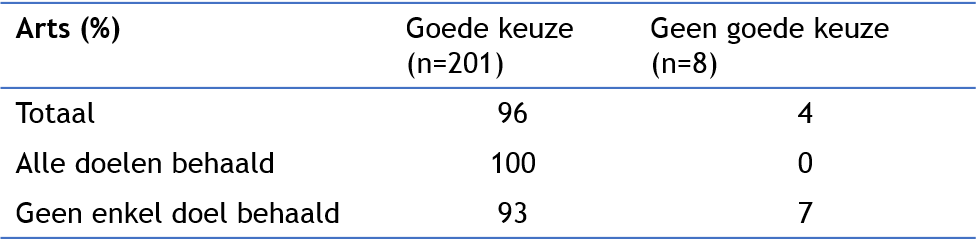 Arts (%) Goede keuze Geen goede keuze
(n=201) (n=8)
Totaal 96 4
Alle doelen behaald 100 0
Geen enkel doel behaald 93 7